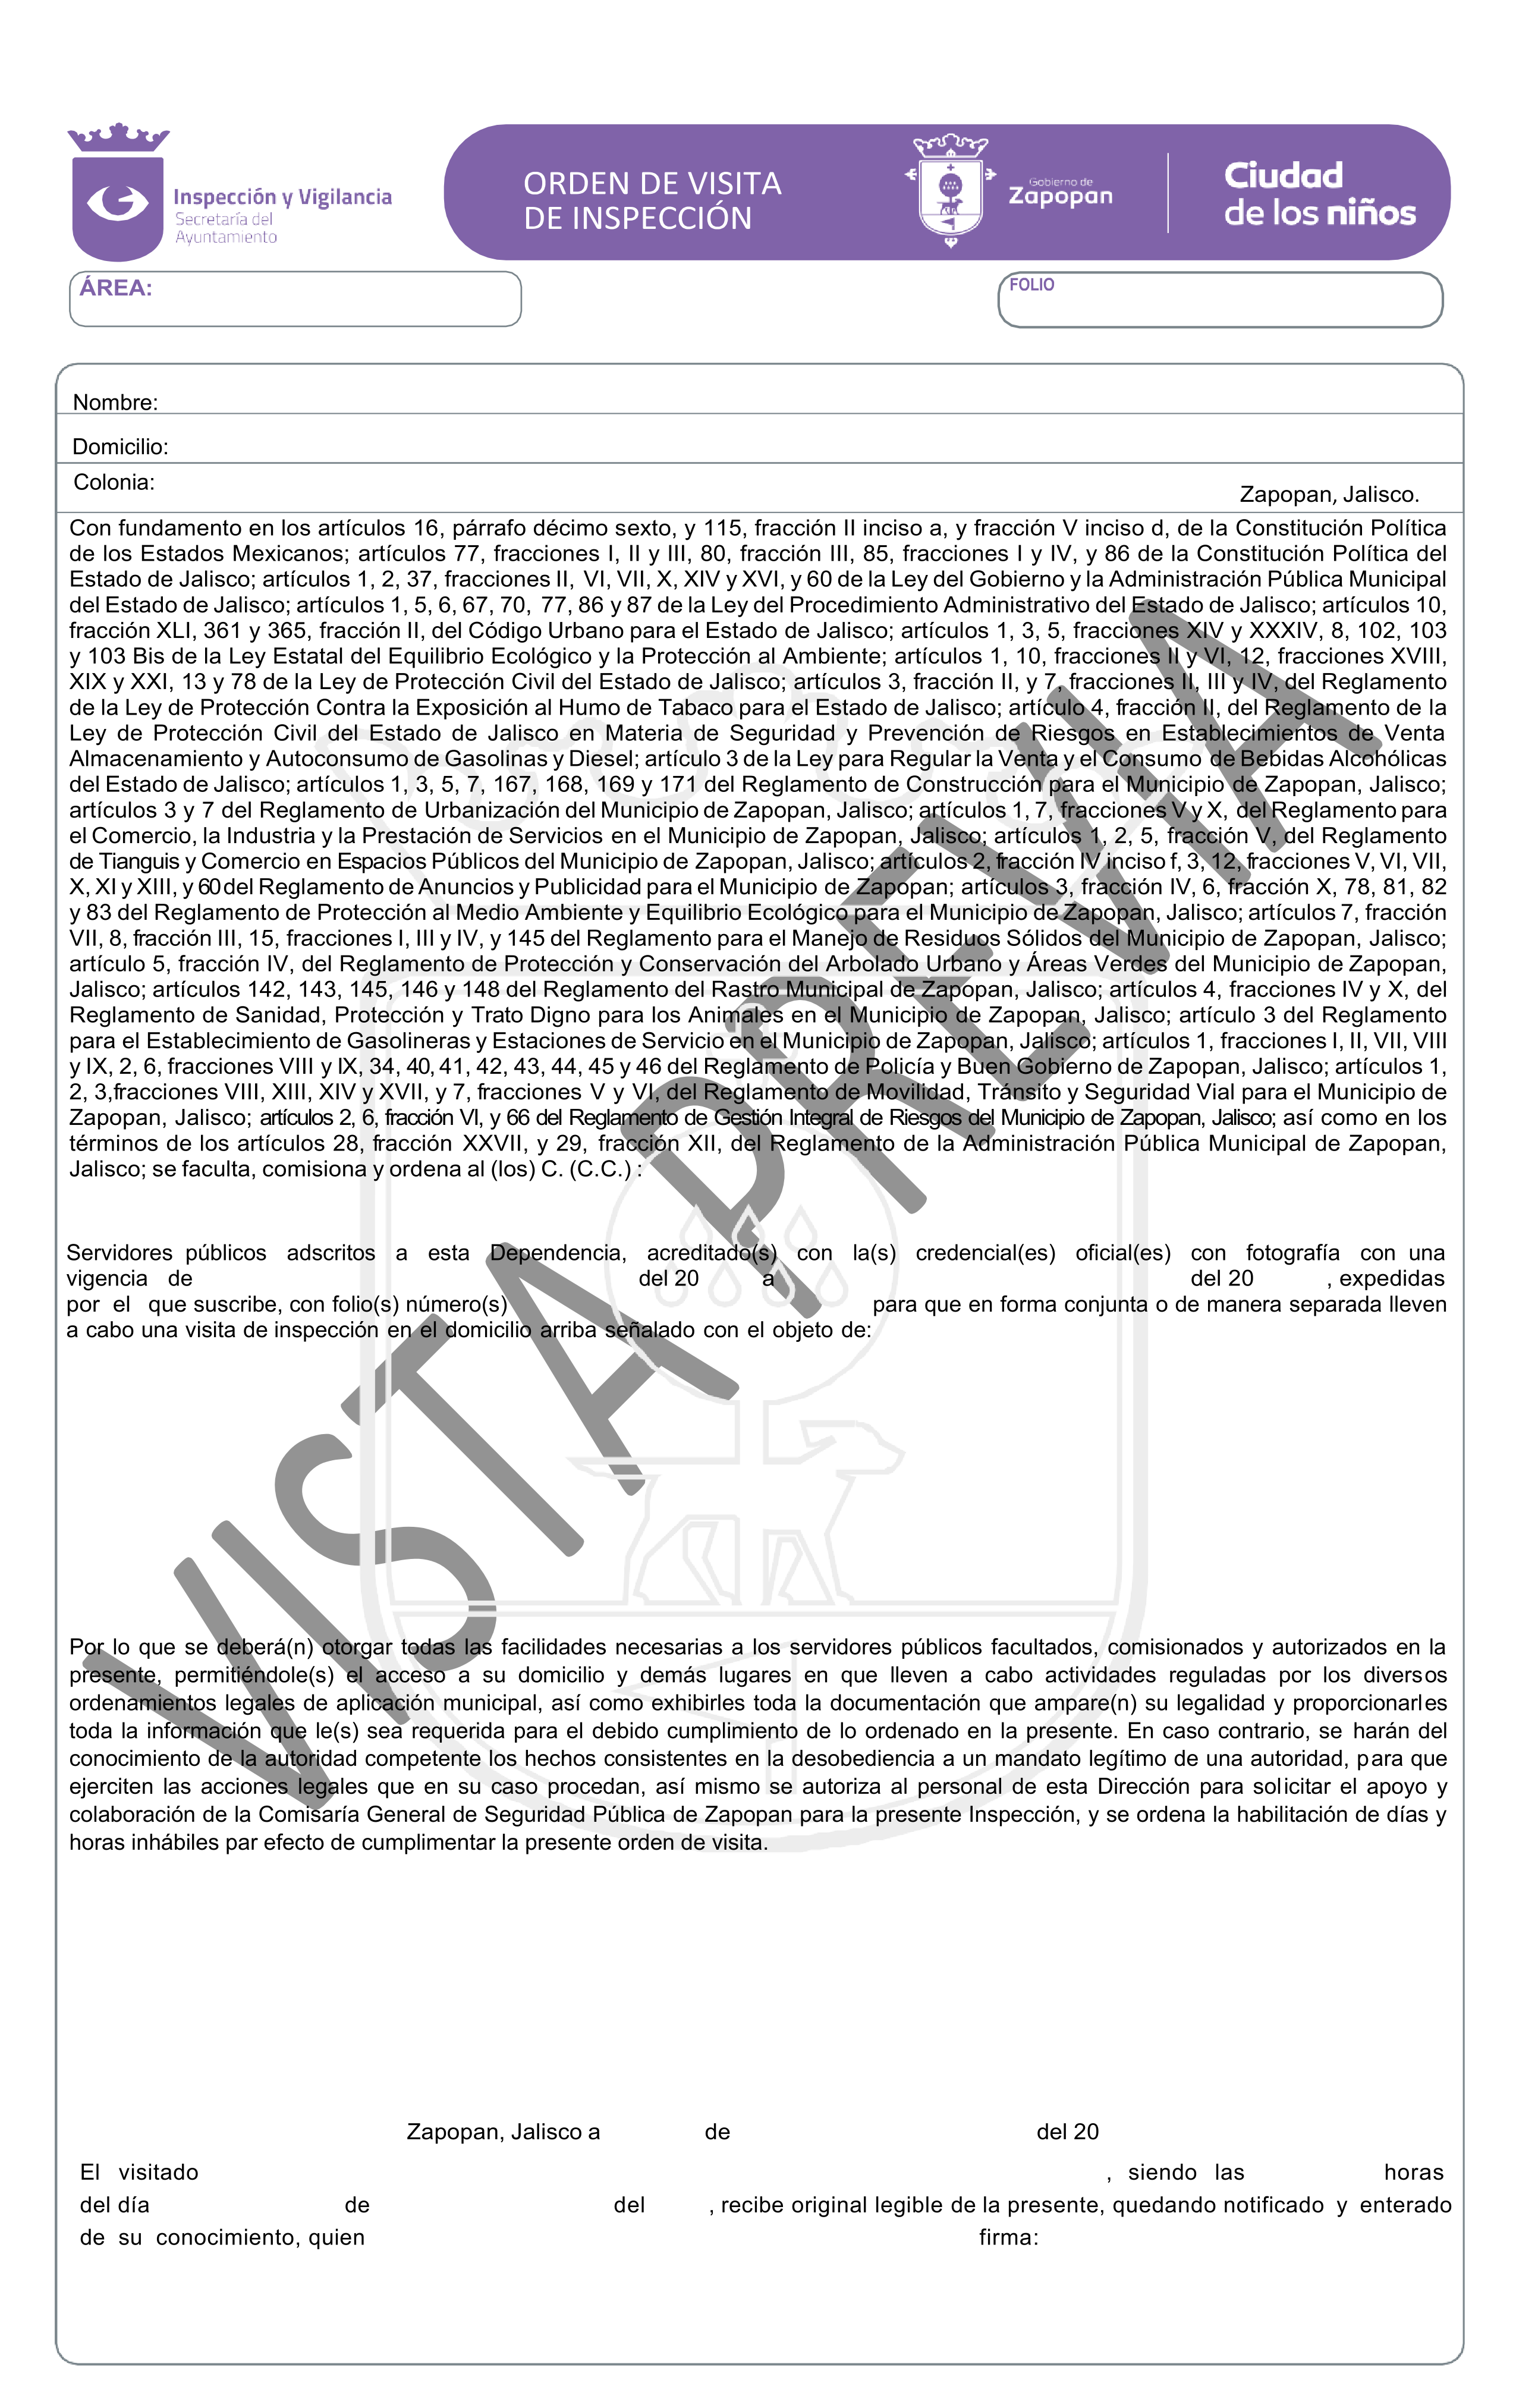 Inspección y Vigilancia
Secretaría del
Ayuntamiento
ORDEN DE VISITA
DE INSPECCIÓN
Gobierno de
Zapopan
Ciudad
de los niños
ÁREA:
FOLIO
Nombre:
Domicilio:
Colonia:
Zapopan, Jalisco.
Con fundamento en los artículos 16, párrafo décimo sexto, y 115, fracción II inciso a, y fracción V inciso d, de la Constitución Política
de los Estados Mexicanos; artículos 77, fracciones I, II y III, 80, fracción III, 85, fracciones I y IV, y 86 de la Constitución Política del
Estado de Jalisco; artículos 1, 2, 37, fracciones II, VI, VII, X, XIV y XVI, y 60 de la Ley del Gobierno y la Administración Pública Municipal
del Estado de Jalisco; artículos 1, 5, 6, 67, 70, 77, 86 y 87 de la Ley del Procedimiento Administrativo del Estado de Jalisco; artículos 10,
fracción XLI, 361 y 365, fracción II, del Código Urbano para el Estado de Jalisco; artículos 1, 3, 5, fracciones XIV y XXXIV, 8, 102, 103
y 103 Bis de la Ley Estatal del Equilibrio Ecológico y la Protección al Ambiente; artículos 1, 10, fracciones II y VI, 12, fracciones XVIII,
XIX y XXI, 13 y 78 de la Ley de Protección Civil del Estado de Jalisco; artículos 3, fracción II, y 7, fracciones II, III y IV, del Reglamento
de la Ley de Protección Contra la Exposición al Humo de Tabaco para el Estado de Jalisco; artículo 4, fracción II, del Reglamento de la
Ley de Protección Civil del Estado de Jalisco en Materia de Seguridad y Prevención de Riesgos en Establecimientos de Venta
Almacenamiento y Autoconsumo de Gasolinas y Diesel; artículo 3 de la Ley para Regular la Venta y el Consumo de Bebidas Alcohólicas
del Estado de Jalisco; artículos 1, 3, 5, 7, 167, 168, 169 y 171 del Reglamento de Construcción para el Municipio de Zapopan, Jalisco;
artículos 3 y 7 del Reglamento de Urbanización del Municipio de Zapopan, Jalisco; artículos 1, 7, fracciones V y X, del Reglamento para
el Comercio, la Industria y la Prestación de Servicios en el Municipio de Zapopan, Jalisco; artículos 1, 2, 5, fracción V, del Reglamento
de Tianguis y Comercio en Espacios Públicos del Municipio de Zapopan, Jalisco; artículos 2, fracción IV inciso f, 3, 12, fracciones V, VI, VII,
X, XI y XIII, y 60 del Reglamento de Anuncios y Publicidad para el Municipio de Zapopan; artículos 3, fracción IV, 6, fracción X, 78, 81, 82
y 83 del Reglamento de Protección al Medio Ambiente y Equilibrio Ecológico para el Municipio de Zapopan, Jalisco; artículos 7, fracción
VII, 8, fracción III, 15, fracciones I, III y IV, y 145 del Reglamento para el Manejo de Residuos Sólidos del Municipio de Zapopan, Jalisco;
artículo 5, fracción IV, del Reglamento de Protección y Conservación del Arbolado Urbano y Áreas Verdes del Municipio de Zapopan,
Jalisco; artículos 142, 143, 145, 146 y 148 del Reglamento del Rastro Municipal de Zapopan, Jalisco; artículos 4, fracciones IV y X, del
Reglamento de Sanidad, Protección y Trato Digno para los Animales en el Municipio de Zapopan, Jalisco; artículo 3 del Reglamento
para el Establecimiento de Gasolineras y Estaciones de Servicio en el Municipio de Zapopan, Jalisco; artículos 1, fracciones I, II, VII, VIII
y IX, 2, 6, fracciones VIII y IX, 34, 40, 41, 42, 43, 44, 45 y 46 del Reglamento de Policía y Buen Gobierno de Zapopan, Jalisco; artículos 1,
2, 3,fracciones VIII, XIII, XIV y XVII, y 7, fracciones V y VI, del Reglamento de Movilidad, Tránsito y Seguridad Vial para el Municipio de
Zapopan, Jalisco; artículos 2, 6, fracción VI, y 66 del Reglamento de Gestión Integral de Riesgos del Municipio de Zapopan, Jalisco; así como en los
términos de los artículos 28, fracción XXVII, y 29, fracción XII, del Reglamento de la Administración Pública Municipal de Zapopan,
Jalisco; se faculta, comisiona y ordena al (los) C. (C.C.) :
Servidores públicos adscritos a esta Dependencia, acreditado(s) con la(s) credencial(es) oficial(es) con fotografía con una
vigencia de del 20 a del 20 , expedidas
por el que suscribe, con folio(s) número(s) para que en forma conjunta o de manera separada lleven
a cabo una visita de inspección en el domicilio arriba señalado con el objeto de:
Por lo que se deberá(n) otorgar todas las facilidades necesarias a los servidores públicos facultados, comisionados y autorizados en la
presente, permitiéndole(s) el acceso a su domicilio y demás lugares en que lleven a cabo actividades reguladas por los diversos
ordenamientos legales de aplicación municipal, así como exhibirles toda la documentación que ampare(n) su legalidad y proporcionarles
toda la información que le(s) sea requerida para el debido cumplimiento de lo ordenado en la presente. En caso contrario, se harán del
conocimiento de la autoridad competente los hechos consistentes en la desobediencia a un mandato legítimo de una autoridad, para que
ejerciten las acciones legales que en su caso procedan, así mismo se autoriza al personal de esta Dirección para solicitar el apoyo y
colaboración de la Comisaría General de Seguridad Pública de Zapopan para la presente Inspección, y se ordena la habilitación de días y
horas inhábiles par efecto de cumplimentar la presente orden de visita.
Zapopan, Jalisco a de del 20
El visitado , siendo las horas
del día de del , recibe original legible de la presente, quedando notificado y enterado
de su conocimiento, quien firma:
VISTA PREVIA